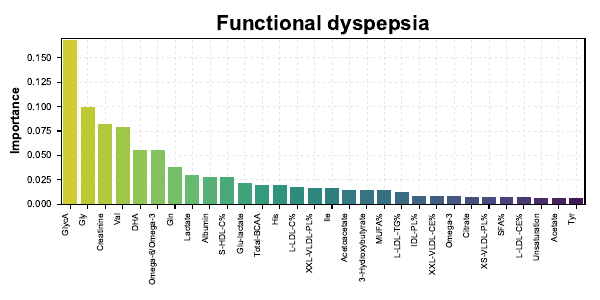 Functional dyspepsia
Importance
0.150
0.125
0.100
0.075
0.050
0.025
0.000
GlycA
Gly
Creatinine
Val
DHA
Omega-6/Omega-3
Gln
Lactate
Albumin
S-HDL-C%
Glu-lactate
Total-BCAA
His
L-LDL-C%
XXL-VLDL-PL%
Ile
Acetoacetate
3-Hydroxybutyrate
MUFA%
L-LDL-TG%
IDL-PL%
XXL-VLDL-CE%
Omega-3
Citrate
XS-VLDL-PL%
SFA%
L-LDL-CE%
Unsaturation
Acetate
Tyr